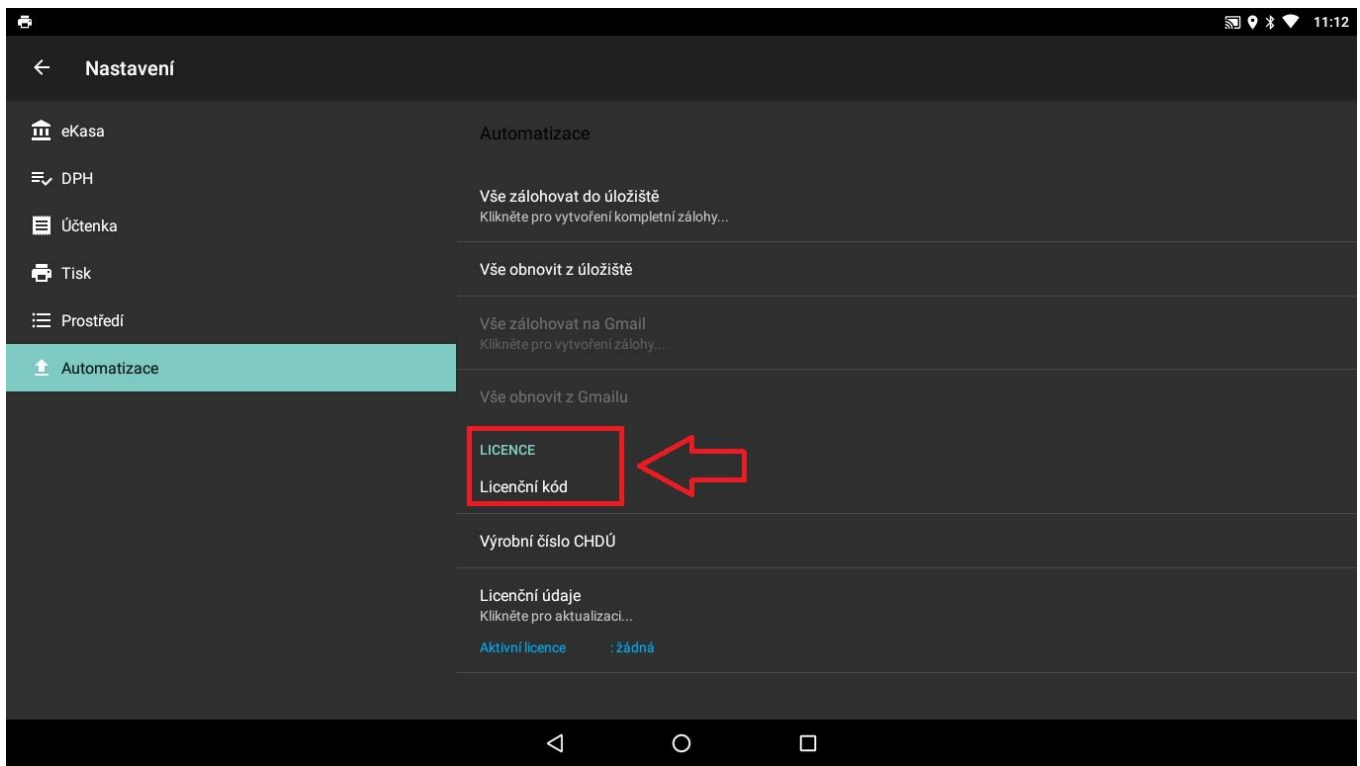 11:12
Nastavení
eKasa
DPH
Účtenka
Tisk
Prostředí
Automatizace
Automatizace
Vše zálohovat do úložiště
Klikněte pro vytvoření kompletní zálohy...
Vše obnovit z úložiště
Vše zálohovat na Gmail
Klikněte pro vytvoření zálohy...
Vše obnovit z Gmailu
LICENCE
Licenční kód
Výrobní číslo CHDÚ
Licenční údaje
Klikněte pro aktualizaci...
Aktivní licence : žádná